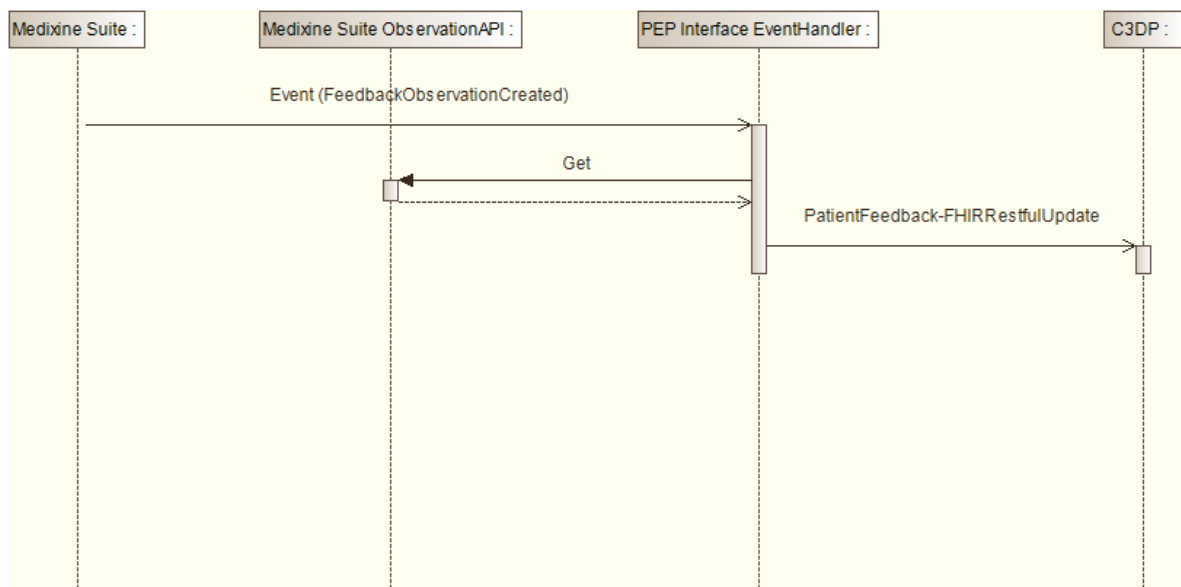 Medixine Suite :
Medixine Suite ObservationAPI :
PEP Interface EventHandler :
C3DP :
Event (FeedbackObservationCreated)
Get
PatientFeedback-FHIRRestfulUpdate